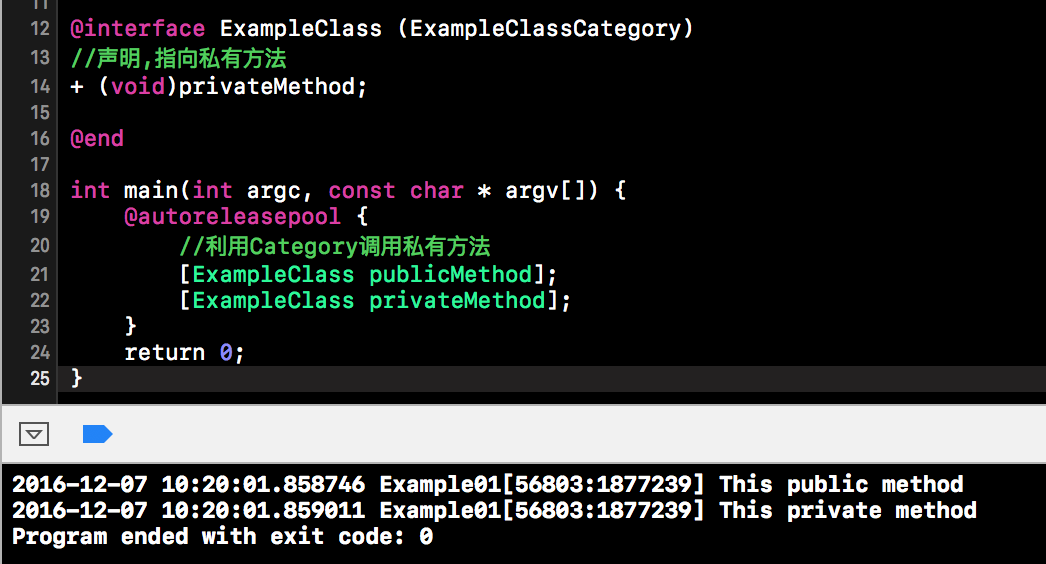 11
12 @interface ExampleClass (ExampleClassCategory)
13 //声明,指向私有方法
14 + (void)privateMethod;
15
16 @end
17
18 int main(int argc, const char * argv[]) {
19 @autoreleasepool {
20 //利用Category调用私有方法
21 [ExampleClass publicMethod];
22 [ExampleClass privateMethod];
23 }
24 return 0;
25 }
2016-12-07 10:20:01.858746 Example01[56803:1877239] This public method
2016-12-07 10:20:01.859011 Example01[56803:1877239] This private method
Program ended with exit code: 0